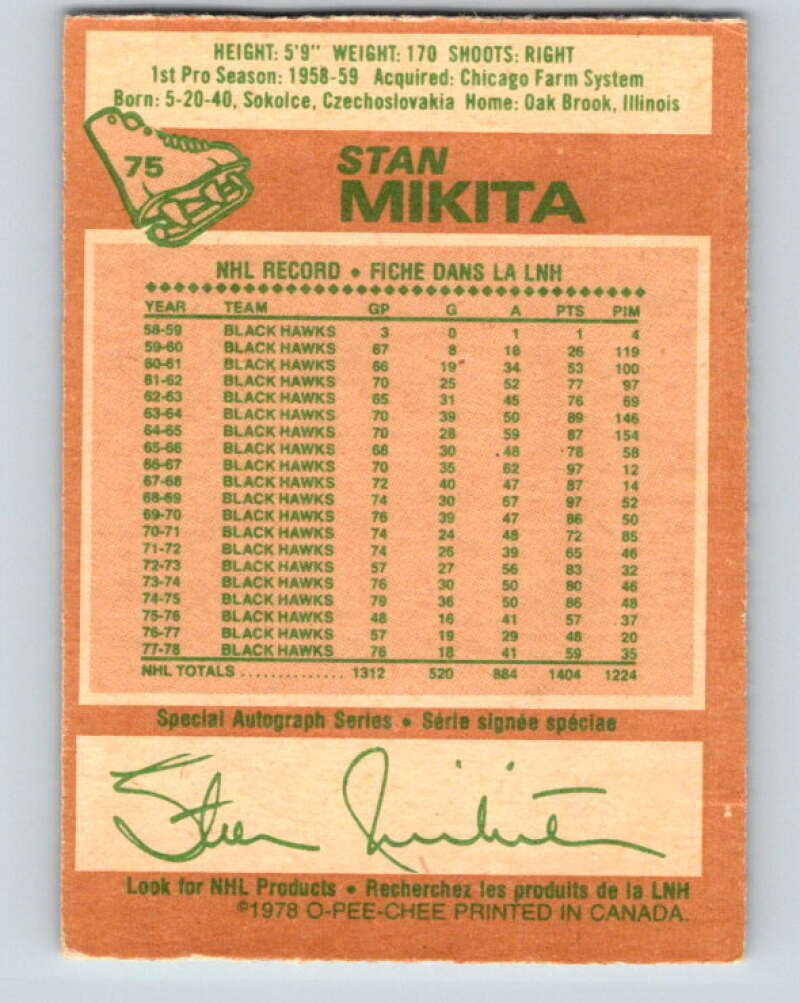 HEIGHT: 5'9" WEIGHT: 170 SHOOTS: RIGHT
1st Pro Season: 1958-59 Acquired: Chicago Farm System
Born: 5-20-40, Sokolce, Czechoslovakia Home: Oak Brook, Illinois
75
STAN
MIKITA
NHL RECORD • FICHE DANS LA LNH
YEAR TEAM GP G A PTS PIM
58-59 BLACK HAWKS 3 0 1 1 4
59-60 BLACK HAWKS 67 8 18 26 119
60-61 BLACK HAWKS 66 19 34 53 100
61-62 BLACK HAWKS 70 25 52 77 97
62-63 BLACK HAWKS 65 31 45 76 69
63-64 BLACK HAWKS 70 39 50 89 146
64-65 BLACK HAWKS 70 28 59 87 154
65-66 BLACK HAWKS 68 30 48 78 58
66-67 BLACK HAWKS 70 35 62 97 12
67-68 BLACK HAWKS 72 40 47 87 14
68-69 BLACK HAWKS 74 30 67 97 52
69-70 BLACK HAWKS 76 39 47 86 50
70-71 BLACK HAWKS 74 24 48 72 85
71-72 BLACK HAWKS 74 26 39 65 46
72-73 BLACK HAWKS 57 27 56 83 32
73-74 BLACK HAWKS 76 30 50 80 46
74-75 BLACK HAWKS 79 36 50 86 48
75-76 BLACK HAWKS 48 16 41 57 37
76-77 BLACK HAWKS 57 19 29 48 20
77-78 BLACK HAWKS 76 18 41 59 35
NHL TOTALS .............. 1312 520 884 1404 1224
Special Autograph Series • Série signée spéciae
Stan Mikita
Look for NHL Products • Recherchez les produits de la LNH
©1978 O-PEE-CHEE PRINTED IN CANADA.